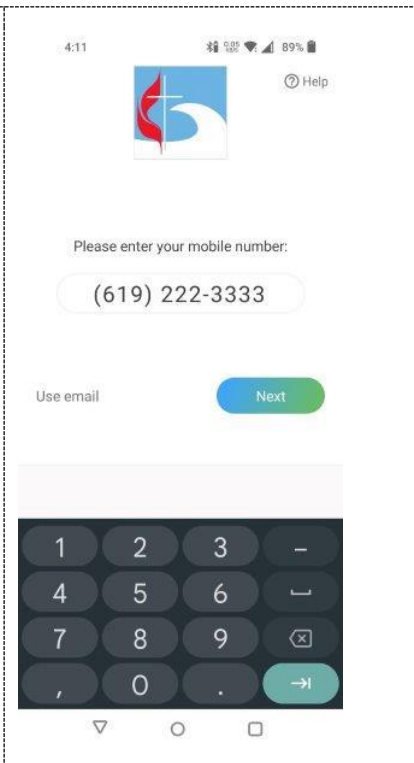 4:11 89%
Help
Please enter your mobile number:
(619) 222-3333
Use email Next
1 2 3 -
4 5 6
7 8 9
, 0 .